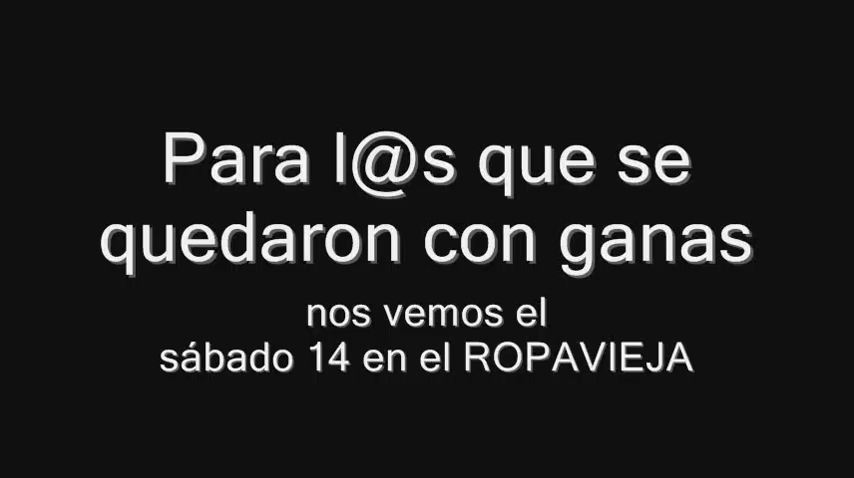 Para l@s que se
quedaron con ganas
nos vemos el
sábado 14 en el ROPAVIEJA